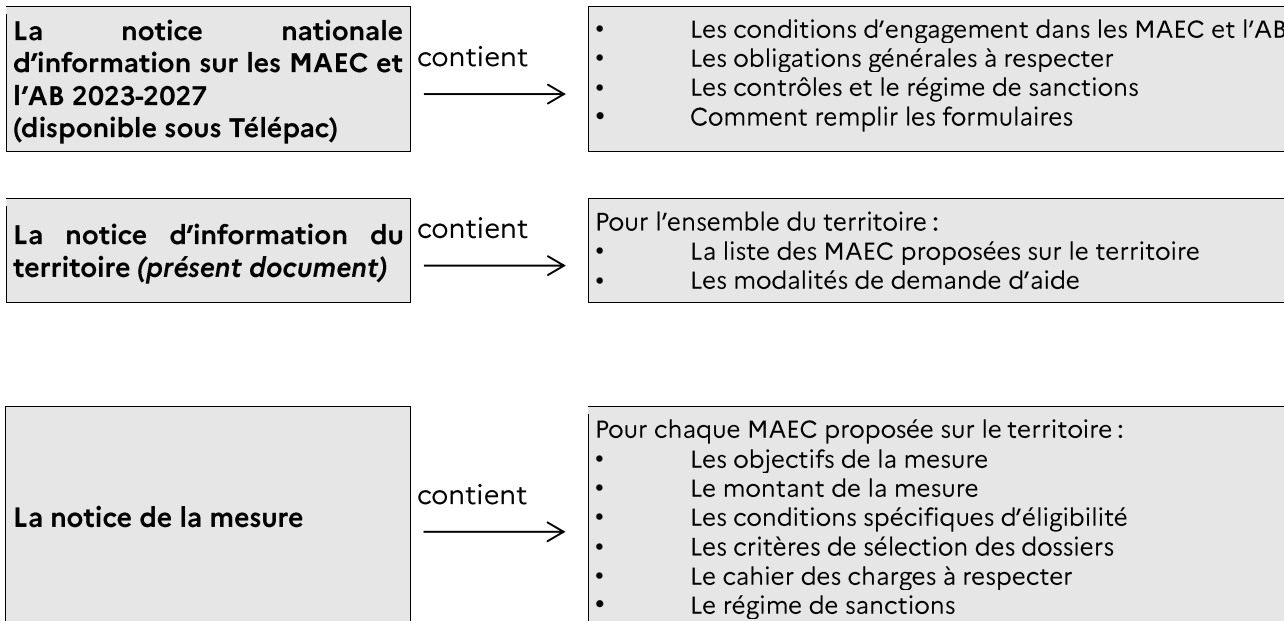 La notice nationale
d'information sur les MAEC et
l'AB 2023-2027
(disponible sous Télépac)
contient
• Les conditions d'engagement dans les MAEC et l'AB
• Les obligations générales à respecter
• Les contrôles et le régime de sanctions
• Comment remplir les formulaires
La notice d'information du
territoire (présent document)
contient
Pour l'ensemble du territoire :
• La liste des MAEC proposées sur le territoire
• Les modalités de demande d'aide
La notice de la mesure
contient
Pour chaque MAEC proposée sur le territoire :
• Les objectifs de la mesure
• Le montant de la mesure
• Les conditions spécifiques d'éligibilité
• Les critères de sélection des dossiers
• Le cahier des charges à respecter
• Le régime de sanctions